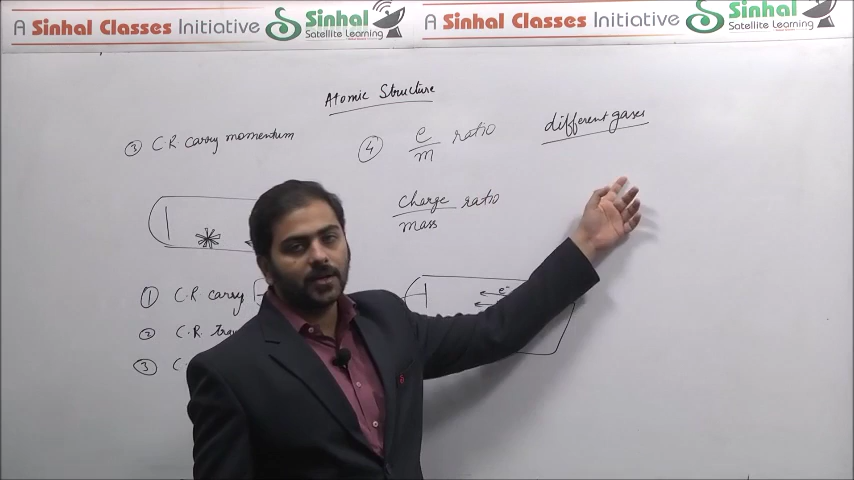 A Sinhal Classes Initiative
Sinhal
Satellite Learning
A Sinhal Classes Initiative
Sinhal
Satellite Learning
Atomic Structure
③ C.R. carry momentum
④ e/m ratio
different gases
charge/mass ratio
① C.R carry
e-
② C.R.
③ C.